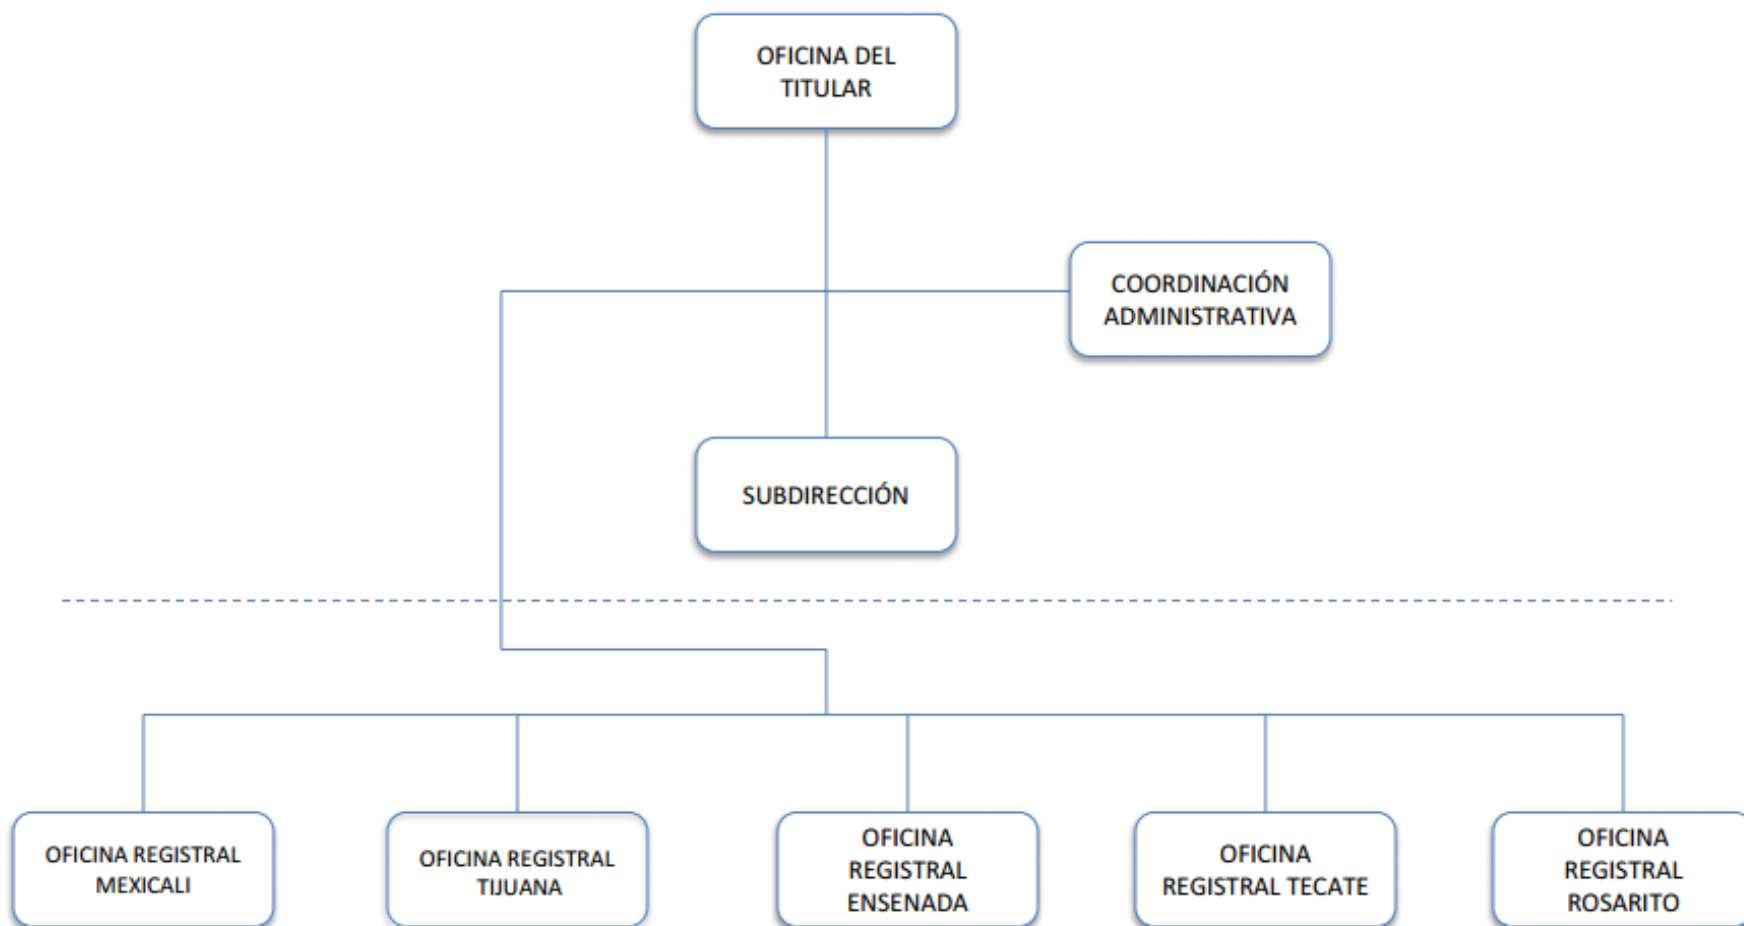 OFICINA DEL
TITULAR
COORDINACIÓN
ADMINISTRATIVA
SUBDIRECCIÓN
OFICINA REGISTRAL
MEXICALI
OFICINA REGISTRAL
TIJUANA
OFICINA
REGISTRAL
ENSENADA
OFICINA
REGISTRAL TECATE
OFICINA
REGISTRAL
ROSARITO